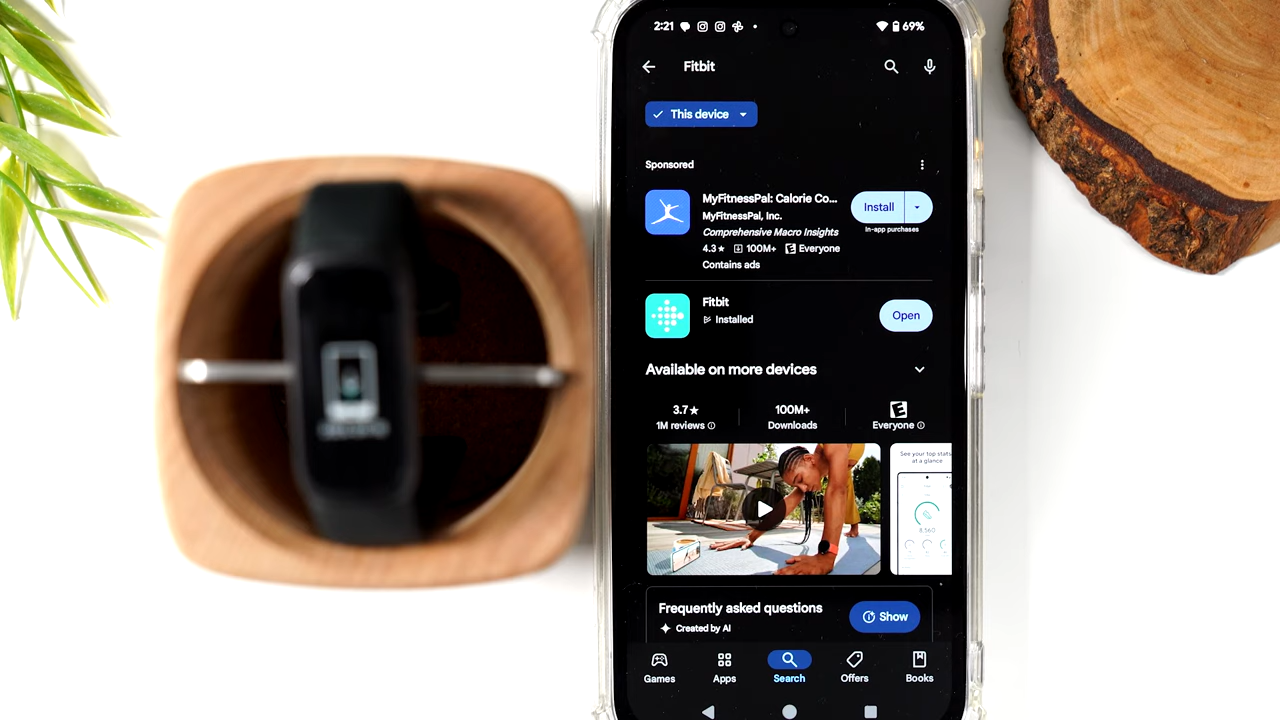 2:21
69%
Fitbit
This device
Sponsored
MyFitnessPal: Calorie Co...
MyFitnessPal, Inc.
Comprehensive Macro Insights
4.3★ 100M+ E Everyone
Contains ads
Install
In-app purchases
Fitbit
Installed
Open
Available on more devices
3.7★
1M reviews
100M+
Downloads
E
Everyone
See your top stats
at a glance
8,560
Frequently asked questions
Created by AI
Show
Games
Apps
Search
Offers
Books